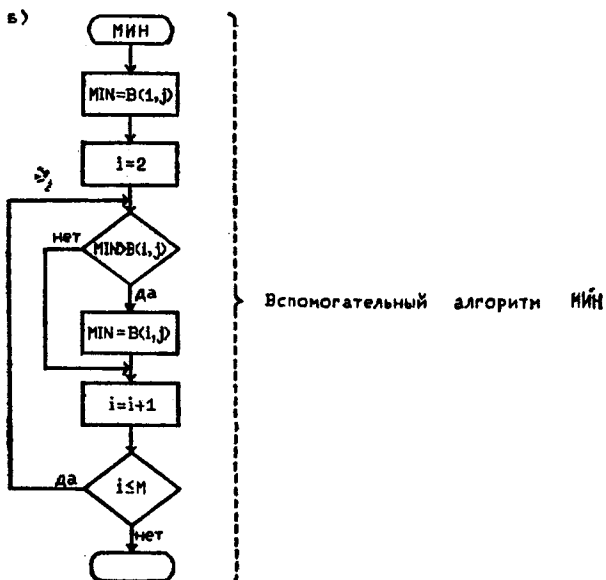 в)
МИН
MIN=B(1,j)
i=2
MIN>B(i,j)
нет
да
MIN=B(i,j)
i=i+1
i≤M
да
нет
Вспомогательный алгоритм МИН